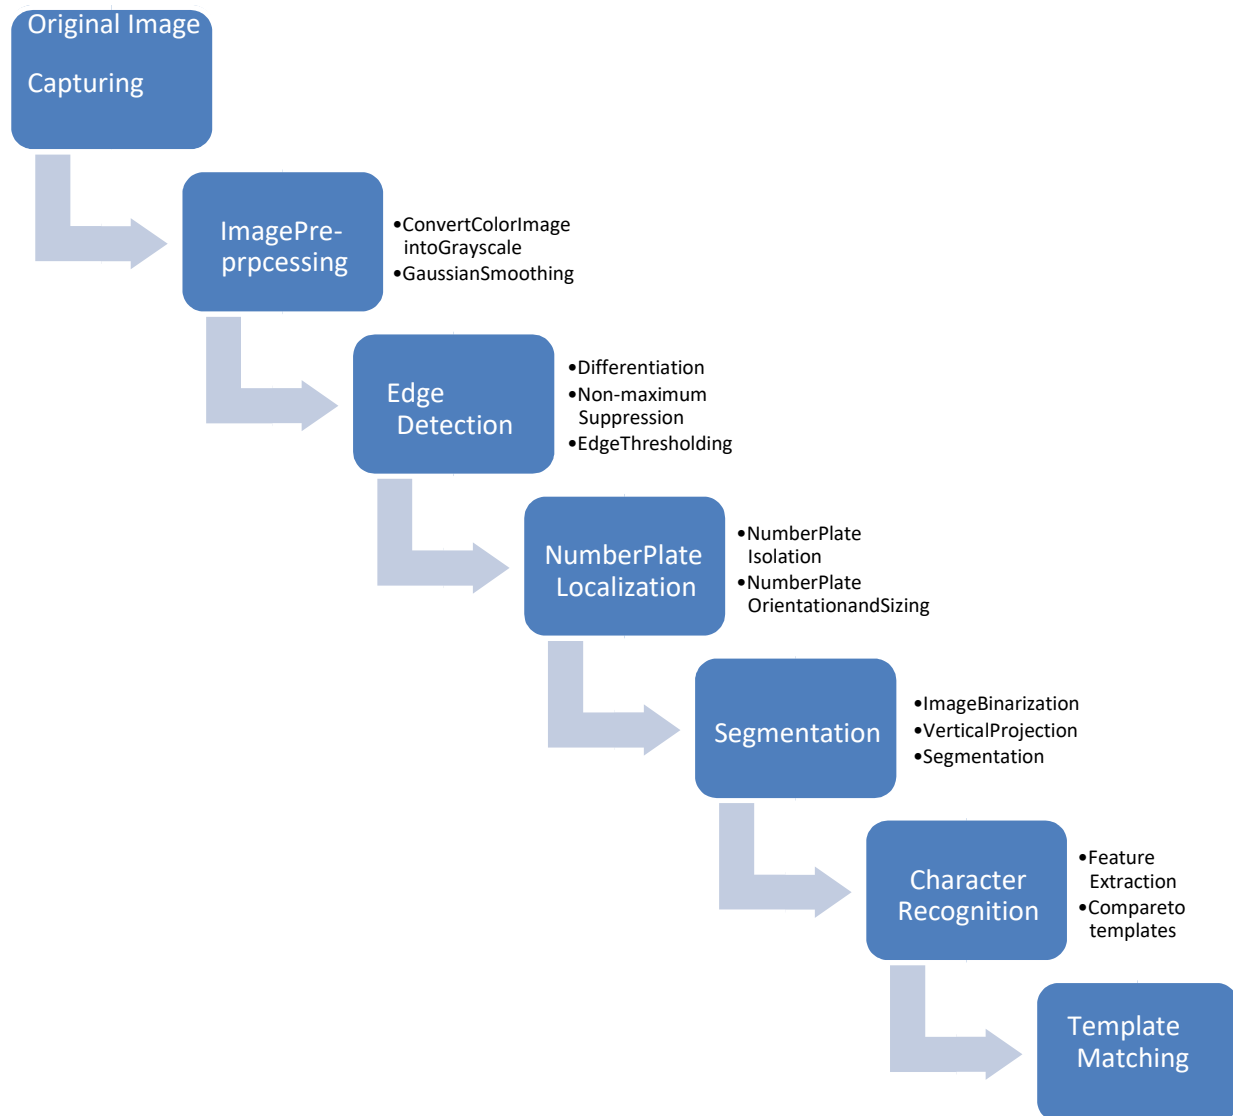 Original Image
Capturing
ImagePre-
prpcessing
•ConvertColorImage
intoGrayscale
•GaussianSmoothing
Edge
Detection
•Differentiation
•Non-maximum
Suppression
•EdgeThresholding
NumberPlate
Localization
•NumberPlate
Isolation
•NumberPlate
OrientationandSizing
Segmentation
•ImageBinarization
•VerticalProjection
•Segmentation
Character
Recognition
•Feature
Extraction
•Compareto
templates
Template
Matching